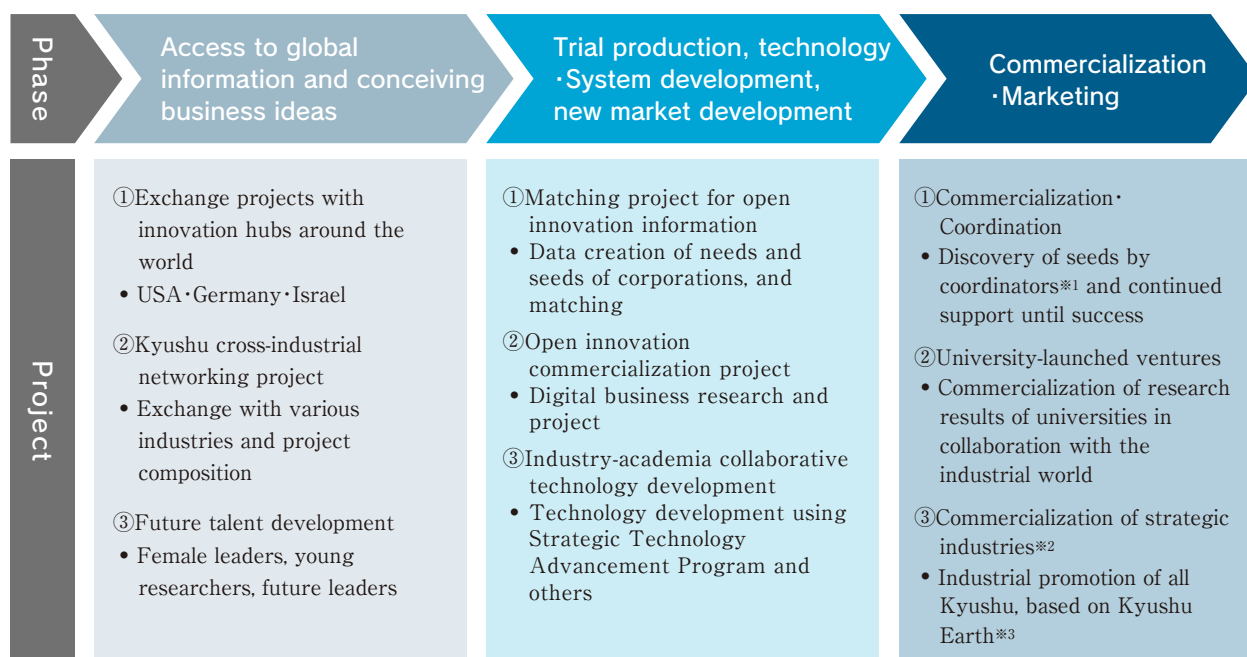 Phase
Access to global
information and conceiving
business ideas
Trial production, technology
・System development,
new market development
Commercialization
・Marketing
Project
①Exchange projects with
innovation hubs around the
world
• USA・Germany・Israel
②Kyushu cross-industrial
networking project
• Exchange with various
industries and project
composition
③Future talent development
• Female leaders, young
researchers, future leaders
①Matching project for open
innovation information
• Data creation of needs and
seeds of corporations, and
matching
②Open innovation
commercialization project
• Digital business research and
project
③Industry-academia collaborative
technology development
• Technology development using
Strategic Technology
Advancement Program and
others
①Commercialization・
Coordination
• Discovery of seeds by
coordinators※1 and continued
support until success
②University-launched ventures
• Commercialization of research
results of universities in
collaboration with the
industrial world
③Commercialization of strategic
industries※2
• Industrial promotion of all
Kyushu, based on Kyushu
Earth※3